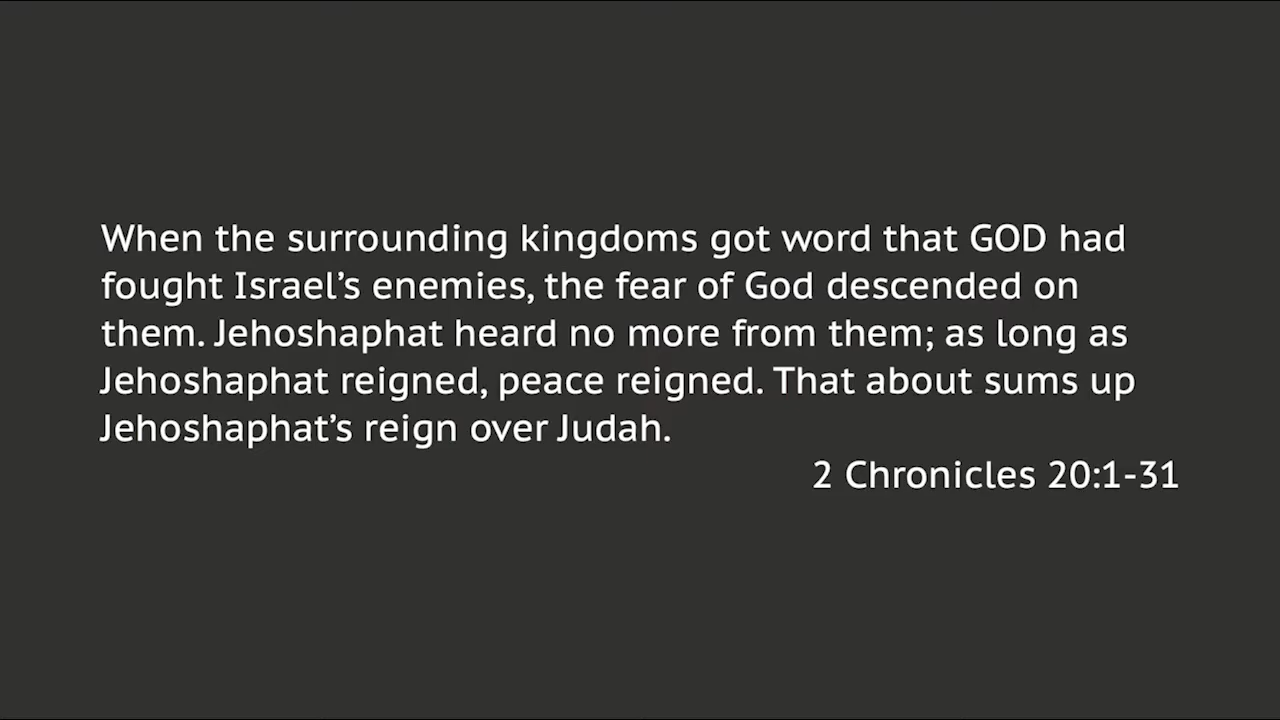 When the surrounding kingdoms got word that GOD had
fought Israel’s enemies, the fear of God descended on
them. Jehoshaphat heard no more from them; as long as
Jehoshaphat reigned, peace reigned. That about sums up
Jehoshaphat’s reign over Judah.
2 Chronicles 20:1-31